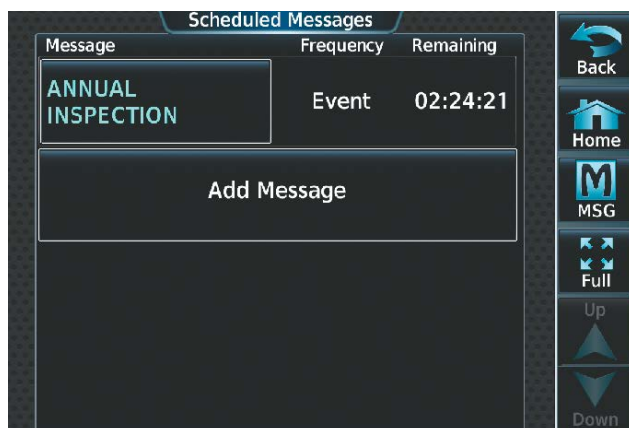 Scheduled Messages
Message Frequency Remaining
ANNUAL
INSPECTION
Event 02:24:21
Add Message
Back
Home
M
MSG
Full
Up
Down